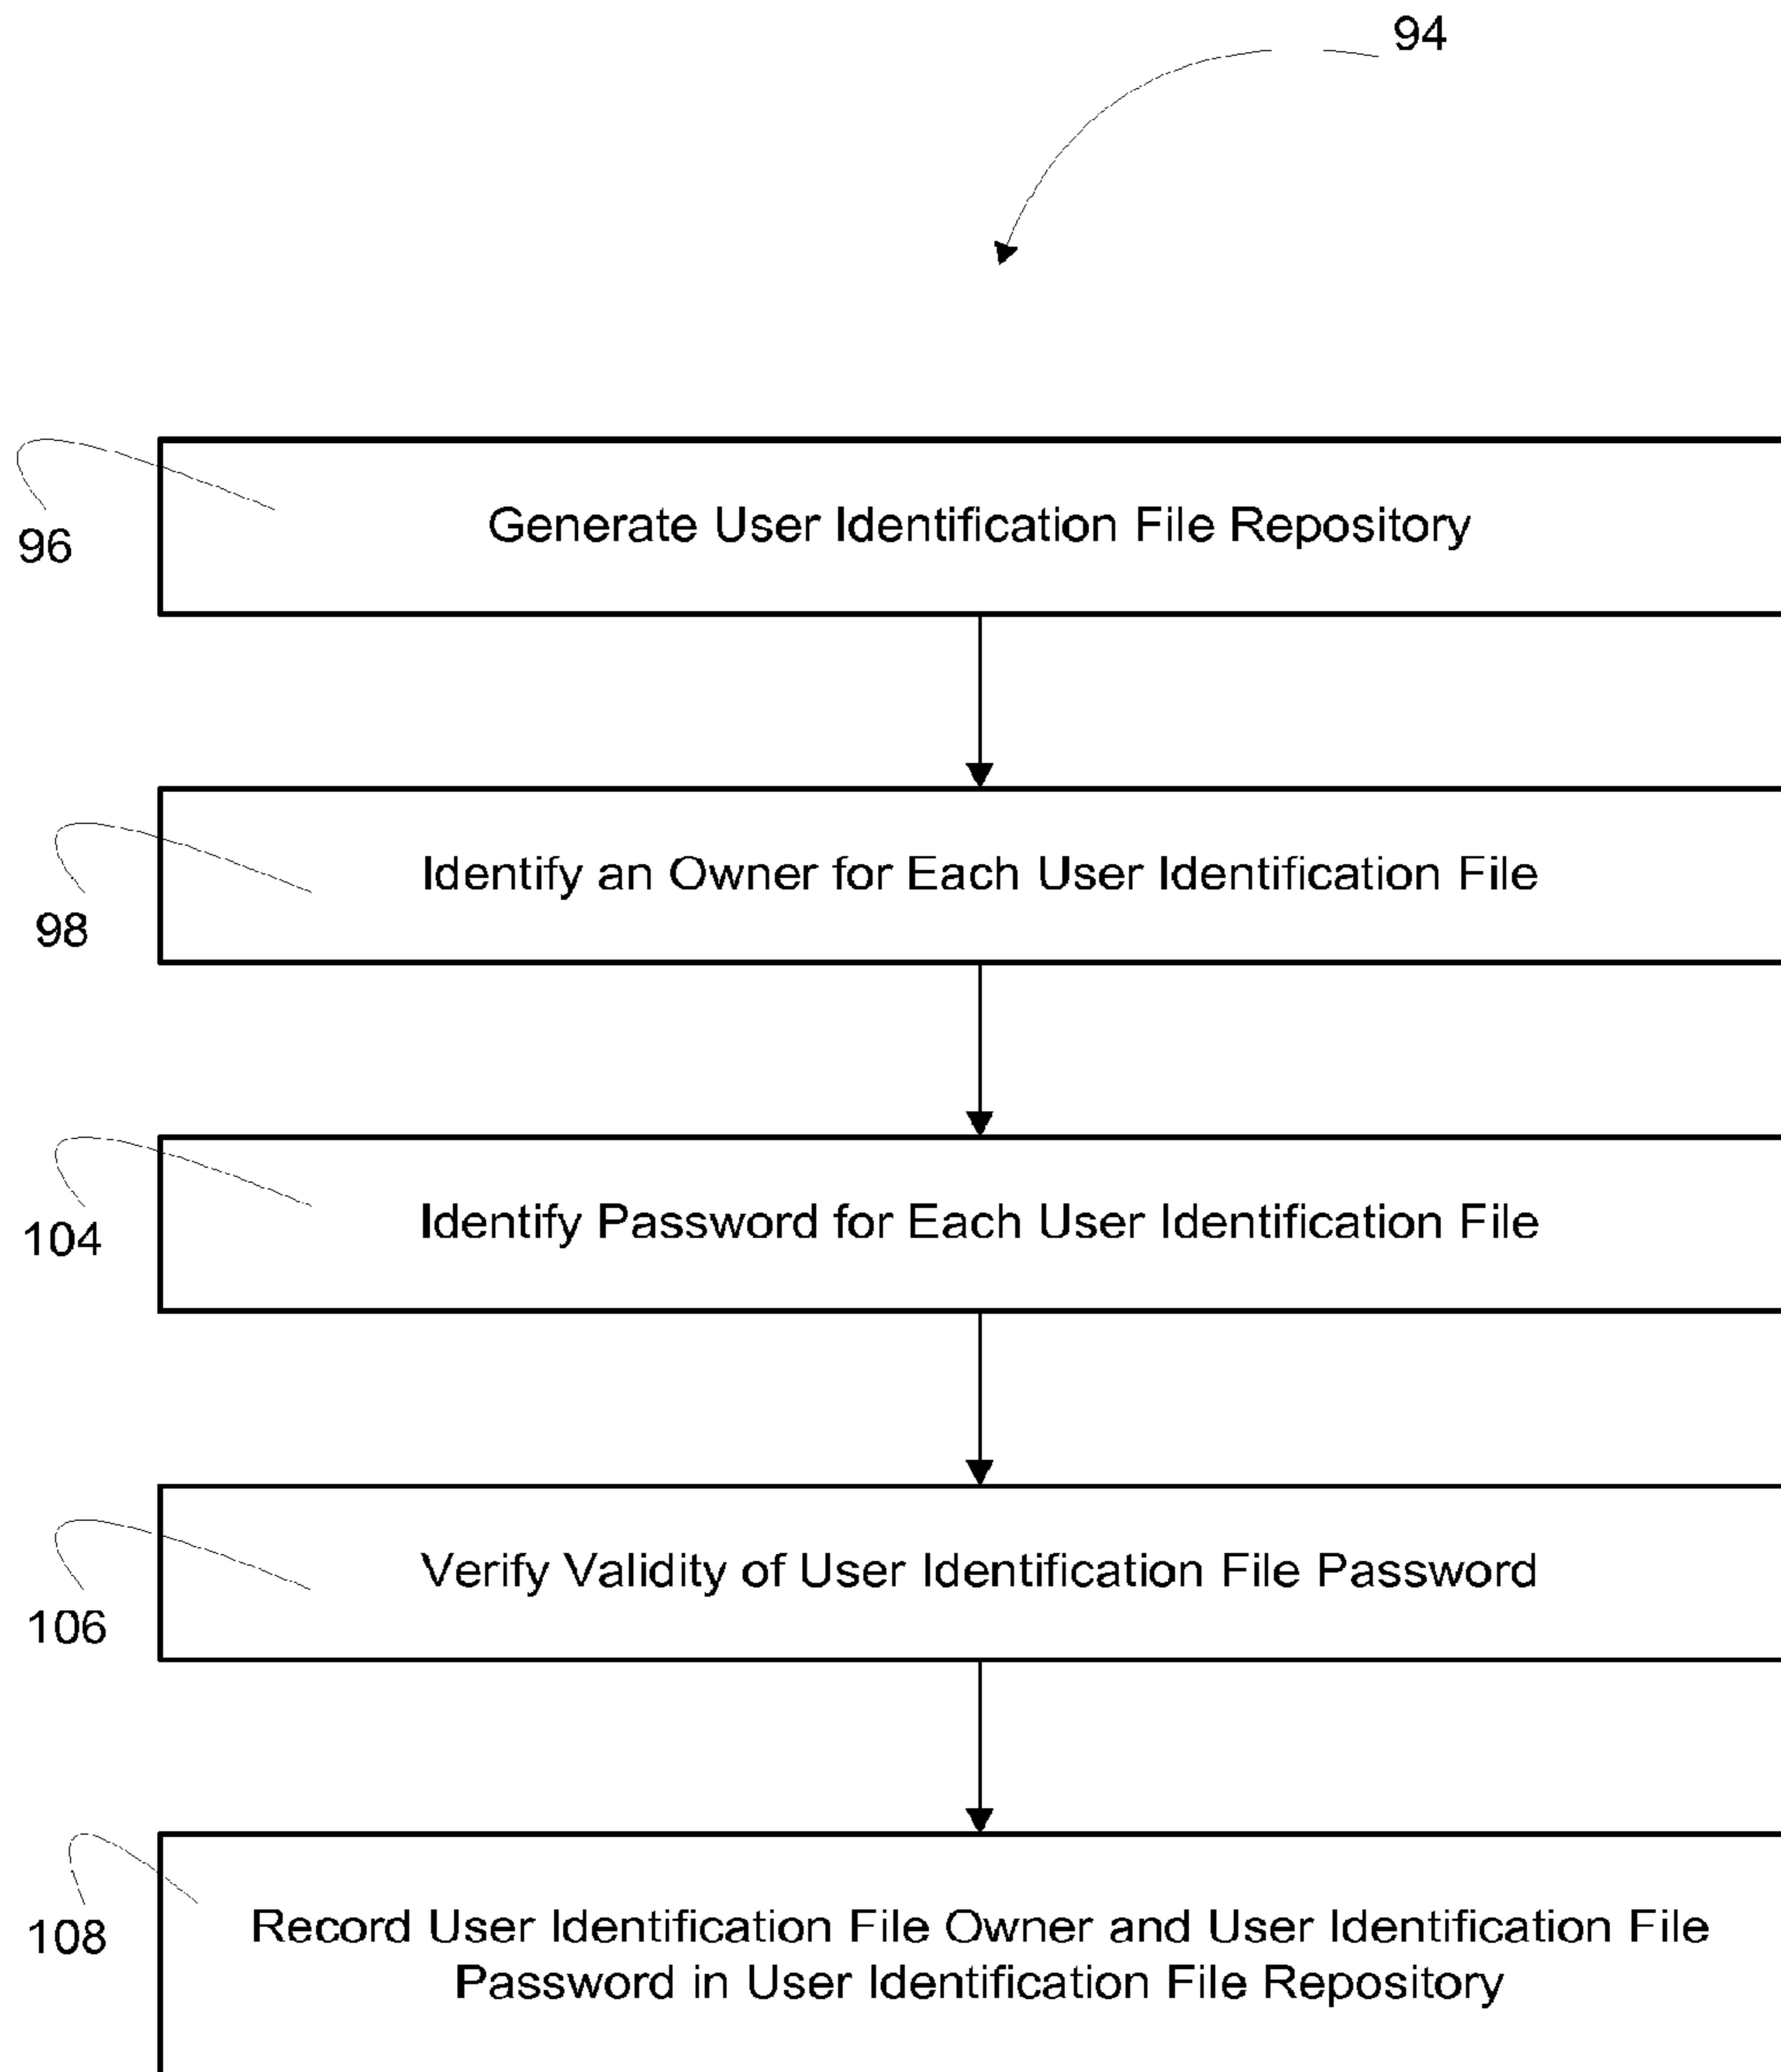 94
96
Generate User Identification File Repository
98
Identify an Owner for Each User Identification File
104
Identify Password for Each User Identification File
106
Verify Validity of User Identification File Password
108
Record User Identification File Owner and User Identification File
Password in User Identification File Repository